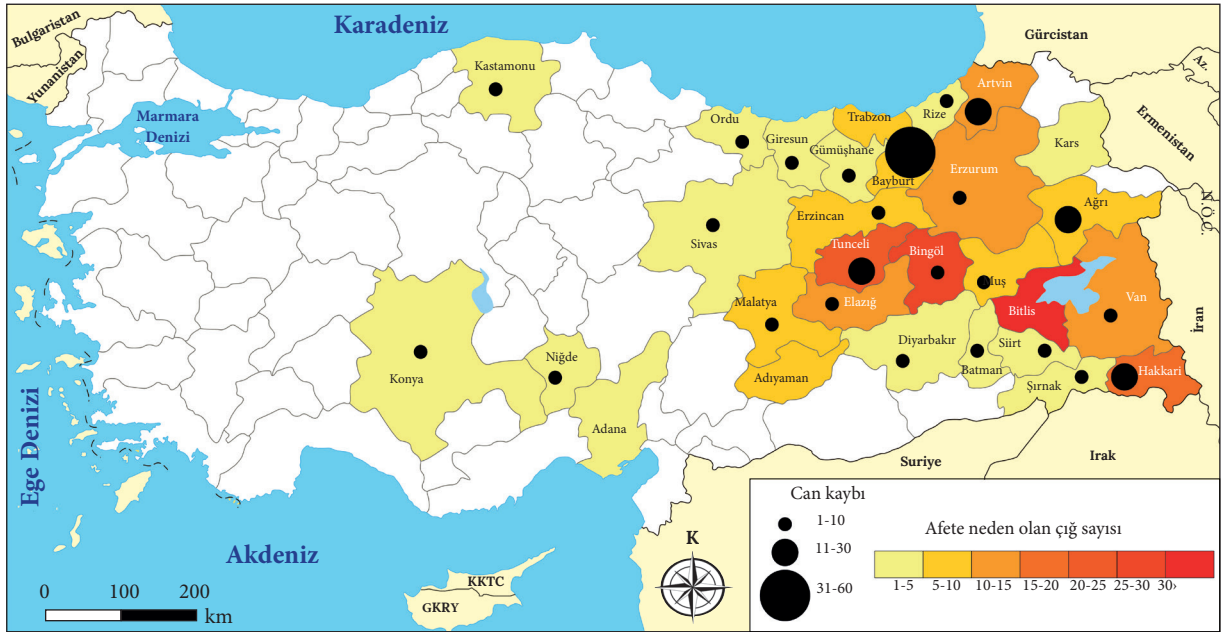 Karadeniz
Bulgaristan
Yunanistan
Gürcistan
Az.
Ermenistan
N.Ö.C.
İran
Marmara
Denizi
Ege Denizi
Akdeniz
Kastamonu
Ordu
Giresun
Gümüşhane
Trabzon
Rize
Artvin
Kars
Bayburt
Erzurum
Ağrı
Sivas
Erzincan
Tunceli
Bingöl
Muş
Malatya
Elazığ
Bitlis
Van
Konya
Niğde
Adana
Adıyaman
Diyarbakır
Batman
Siirt
Şırnak
Hakkari
Suriye
Irak
KKTC
GKRY
K
0 100 200
km
Can kaybı
1-10
11-30
31-60
Afete neden olan çığ sayısı
1-5 5-10 10-15 15-20 20-25 25-30 30›